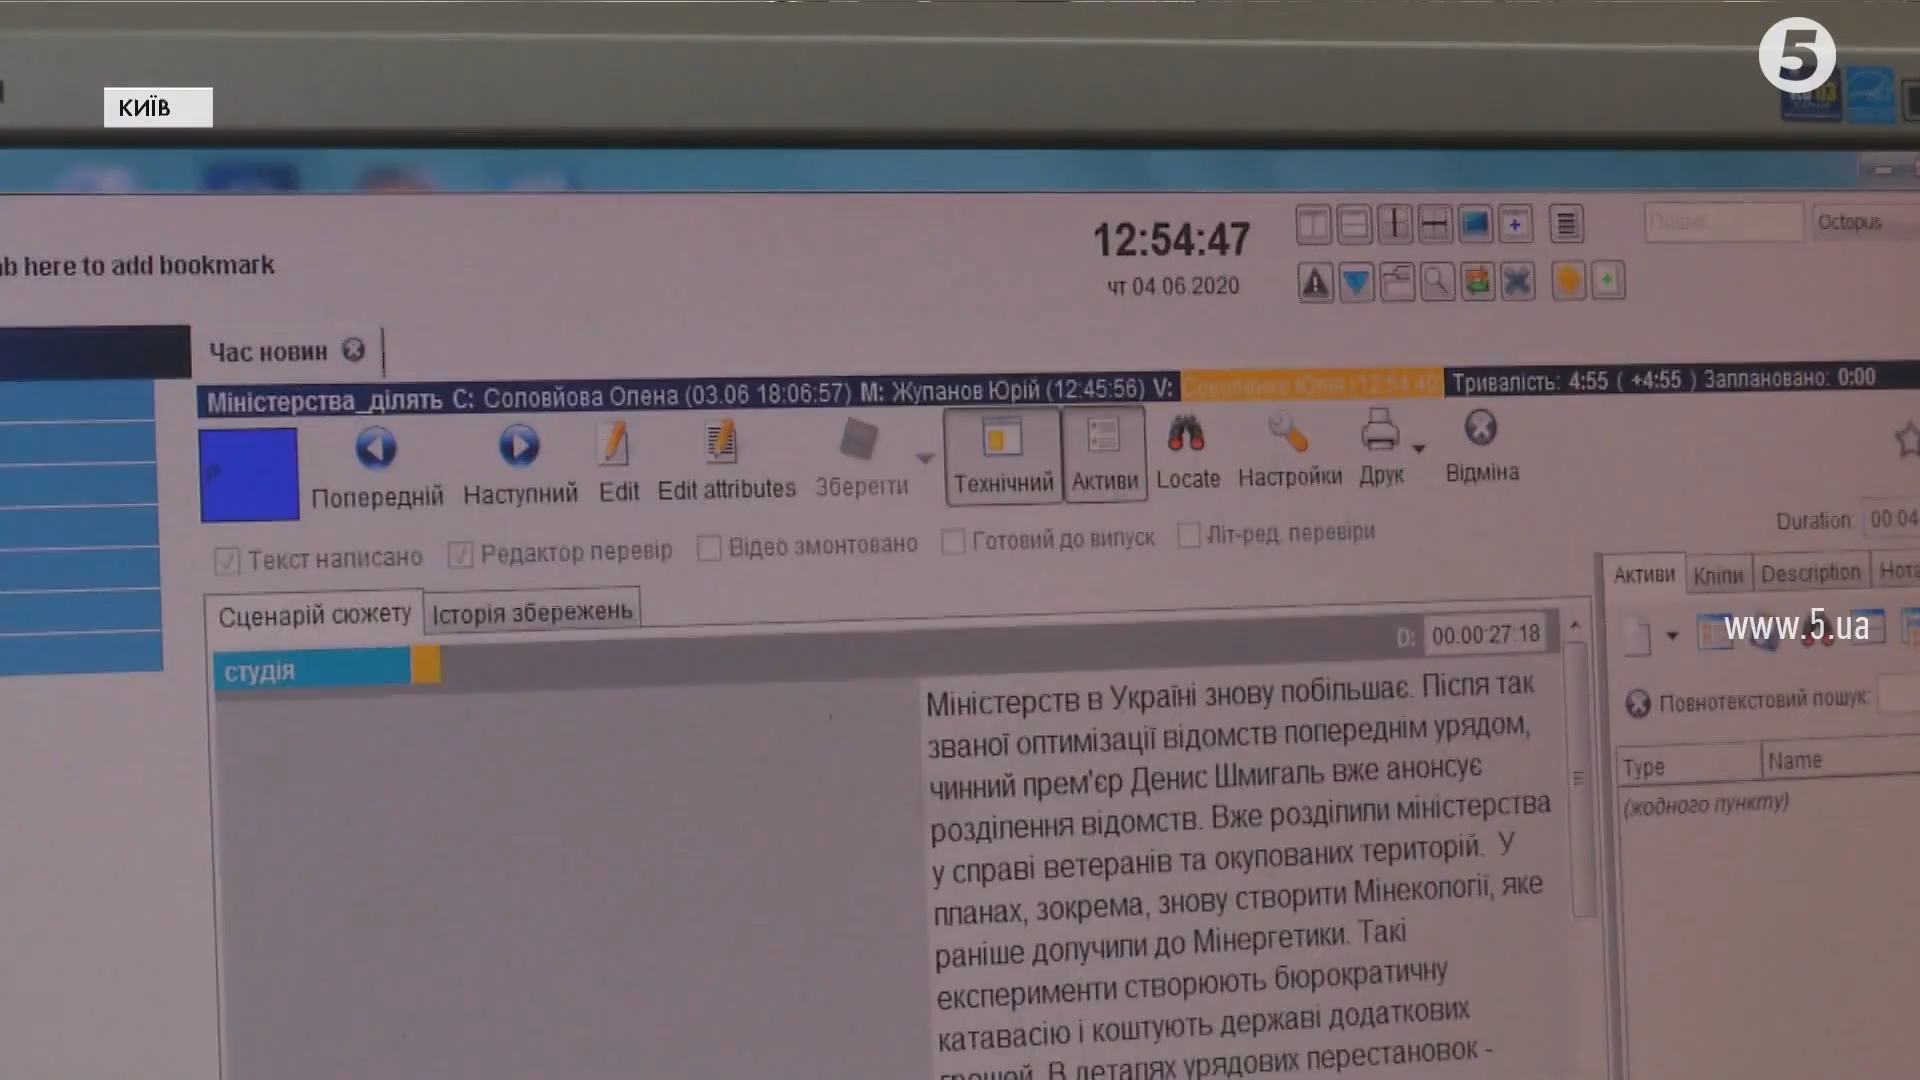 5
КИЇВ
ab here to add bookmark
12:54:47
чт 04.06.2020
Octopus
Час новин
Міністерства_ділять С: Соловйова Олена (03.06 18:06:57) М: Жупанов Юрій (12:45:56) V:
Тривалість: 4:55 ( +4:55 ) Заплановано: 0:00
Попередній Наступний Edit Edit attributes Зберегти Технічний Активи Locate Настройки Друк Відміна
Duration: 00:04
Текст написано Редактор перевір Відео змонтовано Готовий до випуск Літ-ред. перевіри
Активи Кліпи Description Нота
Сценарій сюжету Історія збережень
www.5.ua
D: 00:00:27:18
студія
Повнотекстовий пошук:
Type Name
(жодного пункту)
Міністерств в Україні знову побільшає. Після так
званої оптимізації відомств попереднім урядом,
чинний прем'єр Денис Шмигаль вже анонсує
розділення відомств. Вже розділили міністерства
у справі ветеранів та окупованих територій. У
планах, зокрема, знову створити Мінекології, яке
раніше долучили до Мінергетики. Такі
експерименти створюють бюрократичну
катавасію і коштують державі додаткових
грошей. В деталях урядових перестановок -